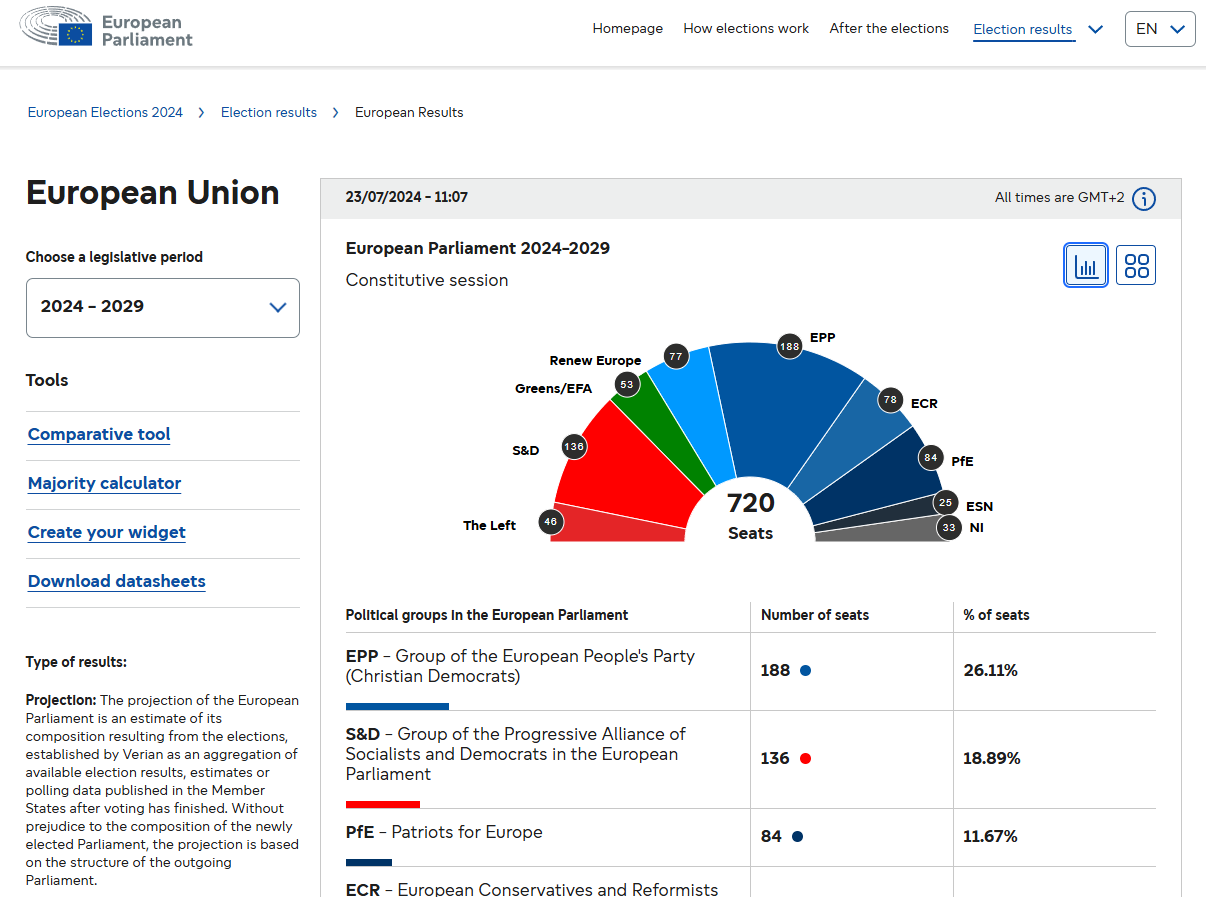 European
Parliament
Homepage How elections work After the elections Election results EN
European Elections 2024 European Results Election results
European Union
Choose a legislative period
2024 – 2029
Tools
Comparative tool
Majority calculator
Create your widget
Download datasheets
Type of results:
Projection: The projection of the European
Parliament is an estimate of its
composition resulting from the elections,
established by Verian as an aggregation of
available election results, estimates or
polling data published in the Member
States after voting has finished. Without
prejudice to the composition of the newly
elected Parliament, the projection is based
on the structure of the outgoing
Parliament.
23/07/2024 - 11:07 All times are GMT+2
European Parliament 2024–2029
Constitutive session
The Left 46
S&D 136
Greens/EFA 53
Renew Europe 77
188 EPP
78 ECR
84 PfE
25 ESN
33 NI
720
Seats
Political groups in the European Parliament Number of seats % of seats
EPP – Group of the European People's Party
(Christian Democrats)
188 26.11%
S&D – Group of the Progressive Alliance of
Socialists and Democrats in the European
Parliament
136 18.89%
PfE – Patriots for Europe 84 11.67%
ECR – European Conservatives and Reformists